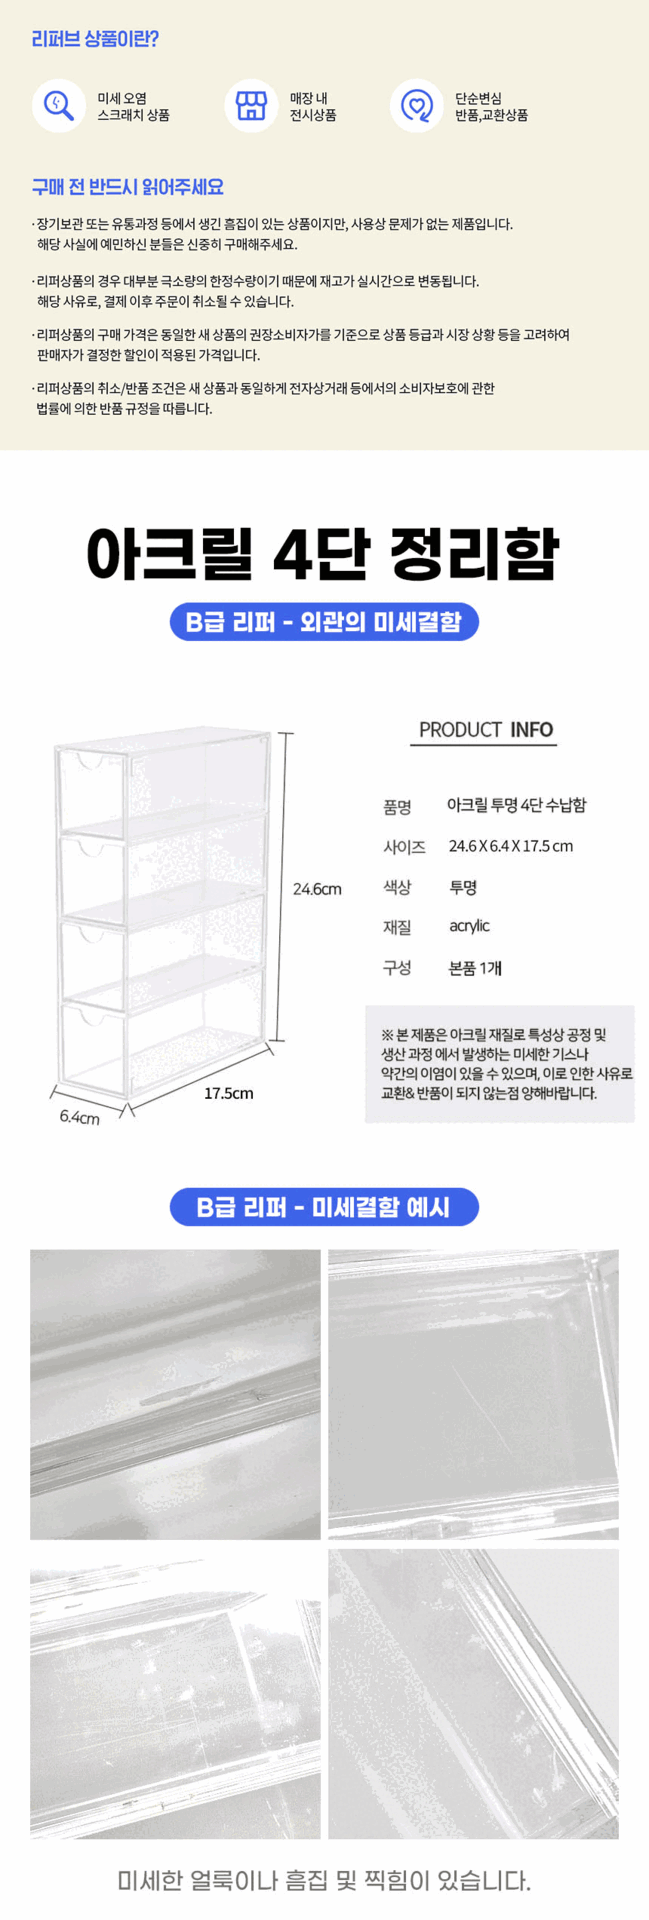 리퍼브 상품이란?
미세 오염
스크래치 상품
매장 내
전시상품
단순변심
반품,교환상품
구매 전 반드시 읽어주세요
· 장기보관 또는 유통과정 등에서 생긴 흠집이 있는 상품이지만, 사용상 문제가 없는 제품입니다.
해당 사실에 예민하신 분들은 신중히 구매해주세요.
· 리퍼상품의 경우 대부분 극소량의 한정수량이기 때문에 재고가 실시간으로 변동됩니다.
해당 사유로, 결제 이후 주문이 취소될 수 있습니다.
· 리퍼상품의 구매 가격은 동일한 새 상품의 권장소비자가를 기준으로 상품 등급과 시장 상황 등을 고려하여
판매자가 결정한 할인이 적용된 가격입니다.
· 리퍼상품의 취소/반품 조건은 새 상품과 동일하게 전자상거래 등에서의 소비자보호에 관한
법률에 의한 반품 규정을 따릅니다.
아크릴 4단 정리함
B급 리퍼 - 외관의 미세결함
PRODUCT INFO
품명 아크릴 투명 4단 수납함
사이즈 24.6 X 6.4 X 17.5 cm
색상 투명
재질 acrylic
구성 본품 1개
24.6cm
17.5cm
6.4cm
※ 본 제품은 아크릴 재질로 특성상 공정 및
생산 과정 에서 발생하는 미세한 기스나
약간의 이염이 있을 수 있으며, 이로 인한 사유로
교환& 반품이 되지 않는점 양해바랍니다.
B급 리퍼 - 미세결함 예시
미세한 얼룩이나 흠집 및 찍힘이 있습니다.